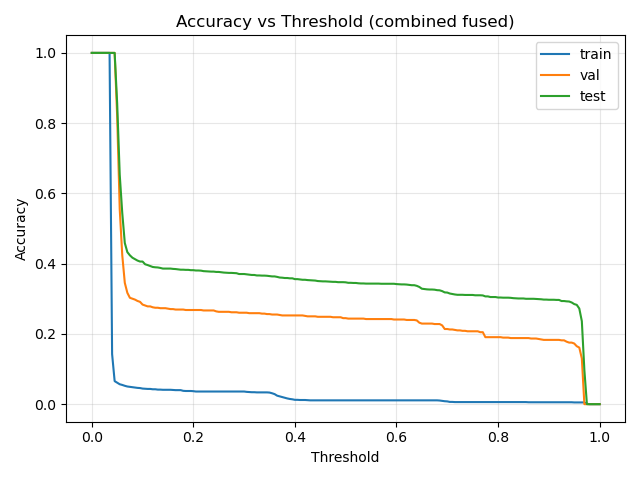 Accuracy vs Threshold (combined fused)
train
val
test
1.0
0.8
0.6
0.4
0.2
0.0
Accuracy
0.0 0.2 0.4 0.6 0.8 1.0
Threshold